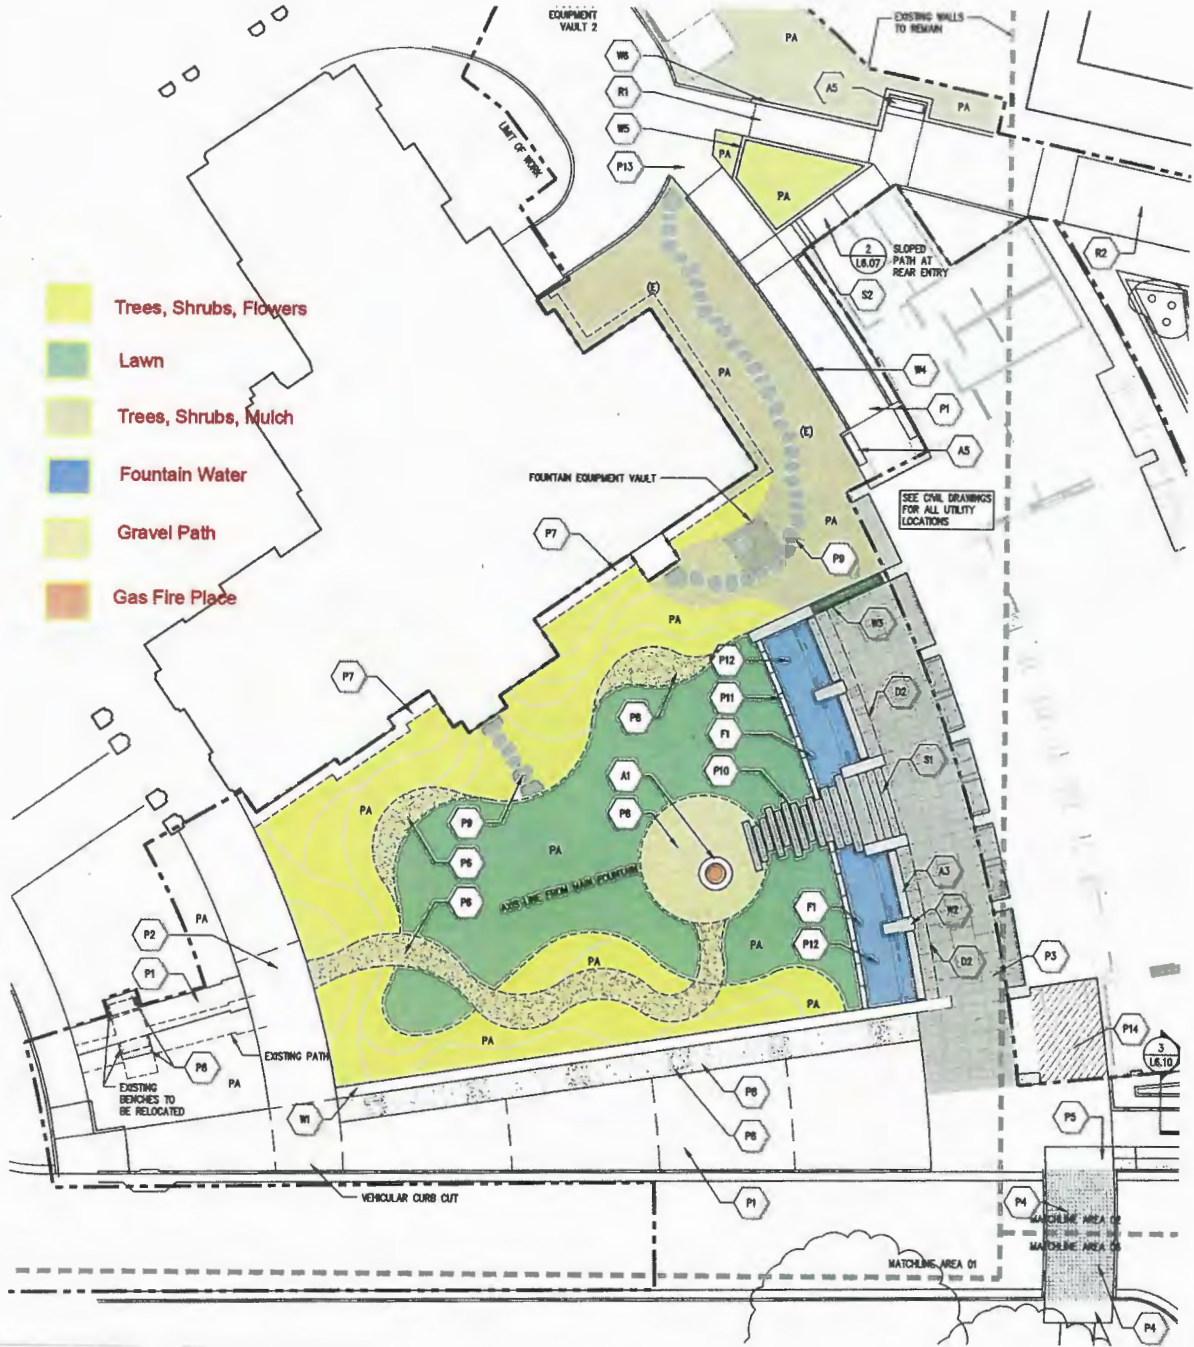 EQUIPMENT
VAULT 2
EXISTING WALLS
TO REMAIN
PA
W6
A5
R1
PA
LIMIT OF WORK
W5
PA
P13
PA
2
L6.07
SLOPED
PATH AT
REAR ENTRY
R2
S2
(E)
Trees, Shrubs, Flowers
Lawn
W4
PA
P1
Trees, Shrubs, Mulch
(E)
A5
Fountain Water
FOUNTAIN EQUIPMENT VAULT
SEE CIVIL DRAWINGS
FOR ALL UTILITY
LOCATIONS
Gravel Path
PA
P7
P9
Gas Fire Place
PA
W3
P12
P7
D2
P11
P8
F1
S1
P10
A1
PA
P9
P6
PA
P6
A3
AXIS LINE FROM MAIN FOUNTAIN
P6
F1
W2
PA
P2
P12
PA
PA
D2
P3
P1
PA
P14
PA
EXISTING PATH
3
L6.10
P6
PA
EXISTING
BENCHES TO
BE RELOCATED
P8
W1
P5
P8
VEHICULAR CURB CUT
P1
P4
MATCHLINE AREA 02
MATCHLINE AREA 01
P4